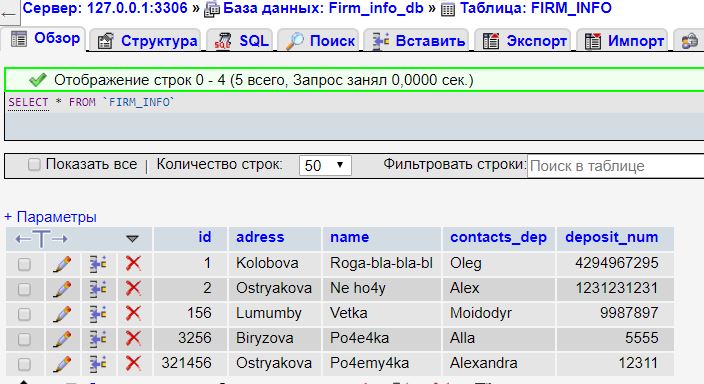 Сервер: 127.0.0.1:3306 » База данных: Firm_info_db » Таблица: FIRM_INFO
Обзор Структура SQL Поиск Вставить Экспорт Импорт
Отображение строк 0 - 4 (5 всего, Запрос занял 0,0000 сек.)
SELECT * FROM `FIRM_INFO`
Показать все | Количество строк: 50 Фильтровать строки: Поиск в таблице
+ Параметры
←T→ id adress name contacts_dep deposit_num
1 Kolobova Roga-bla-bla-bl Oleg 4294967295
2 Ostryakova Ne ho4y Alex 1231231231
156 Lumumby Vetka Moidodyr 9987897
3256 Biryzova Po4e4ka Alla 5555
321456 Ostryakova Po4emy4ka Alexandra 12311